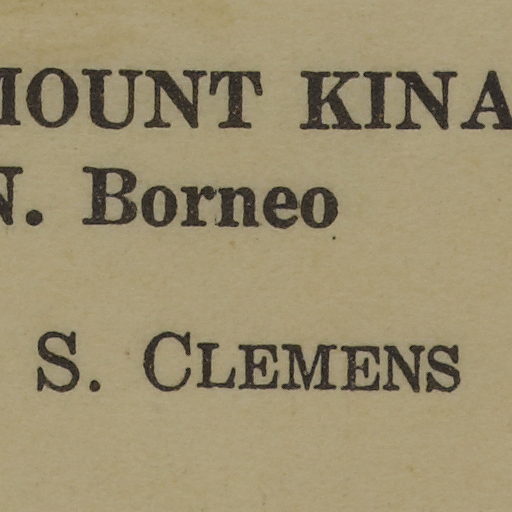 MOUNT KINA
N. Borneo
S. CLEMENS